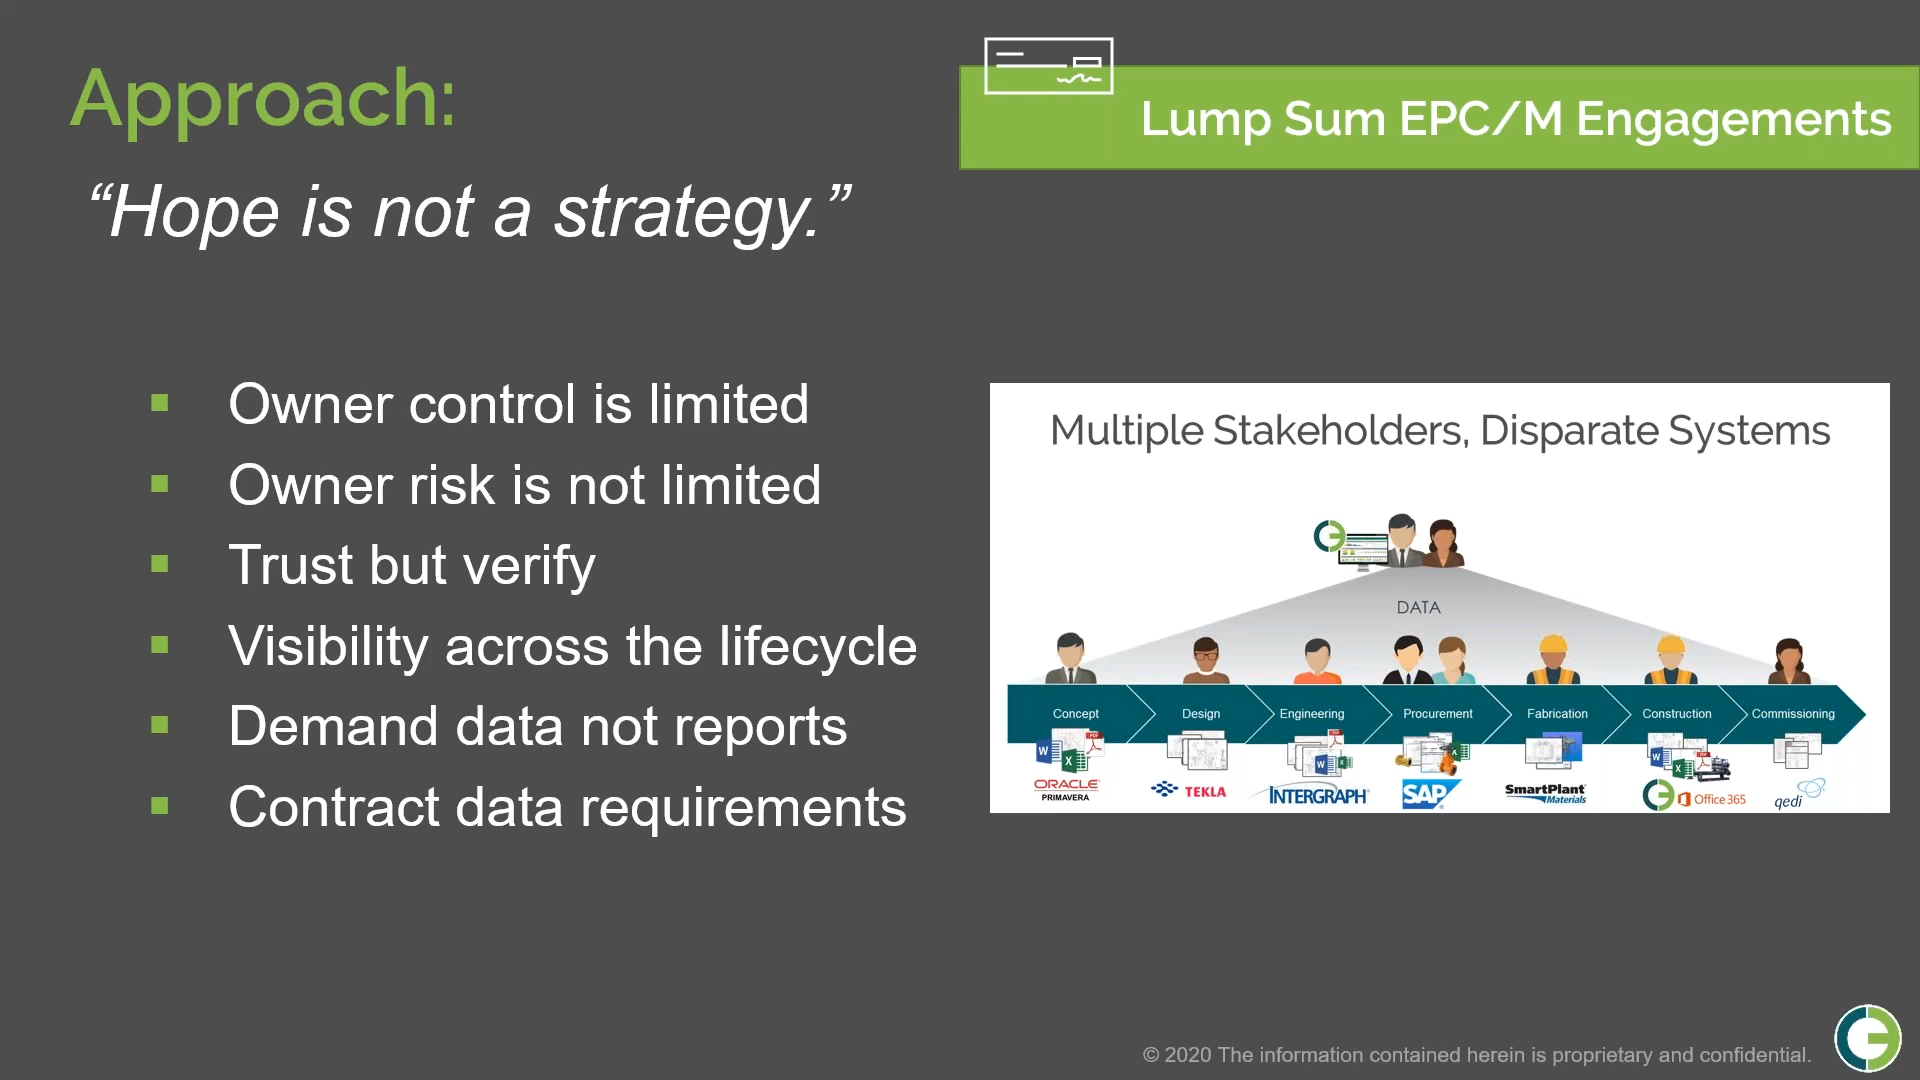 Approach:
Lump Sum EPC/M Engagements
“Hope is not a strategy.”
Owner control is limited
Owner risk is not limited
Trust but verify
Visibility across the lifecycle
Demand data not reports
Contract data requirements
Multiple Stakeholders, Disparate Systems
DATA
Concept Design Engineering Procurement Fabrication Construction Commissioning
ORACLE
PRIMAVERA
TEKLA
INTERGRAPH
SAP
SmartPlant
Materials
Office 365
qedi
© 2020 The information contained herein is proprietary and confidential.